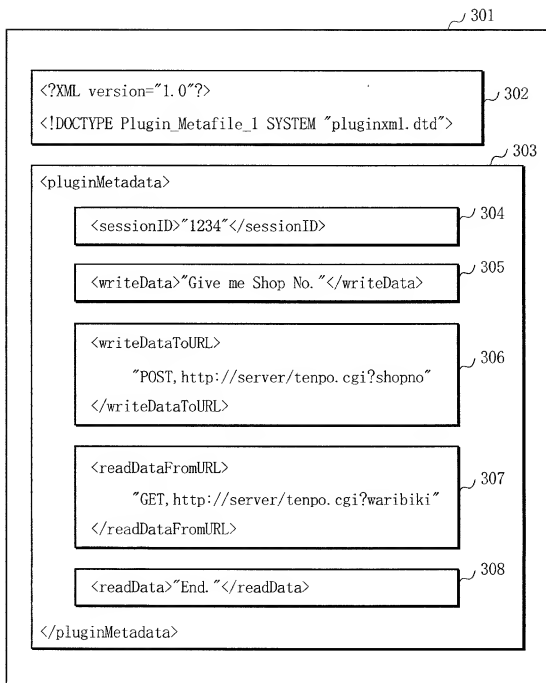 301
<?XML version="1.0"?>
302
<!DOCTYPE Plugin_Metafile_1 SYSTEM "pluginxml.dtd">
303
<pluginMetadata>
304
<sessionID>"1234"</sessionID>
305
<writeData>"Give me Shop No."</writeData>
<writeDataToURL>
306
"POST,http://server/tenpo.cgi?shopno"
</writeDataToURL>
<readDataFromURL>
307
"GET,http://server/tenpo.cgi?waribiki"
</readDataFromURL>
308
<readData>"End."</readData>
</pluginMetadata>